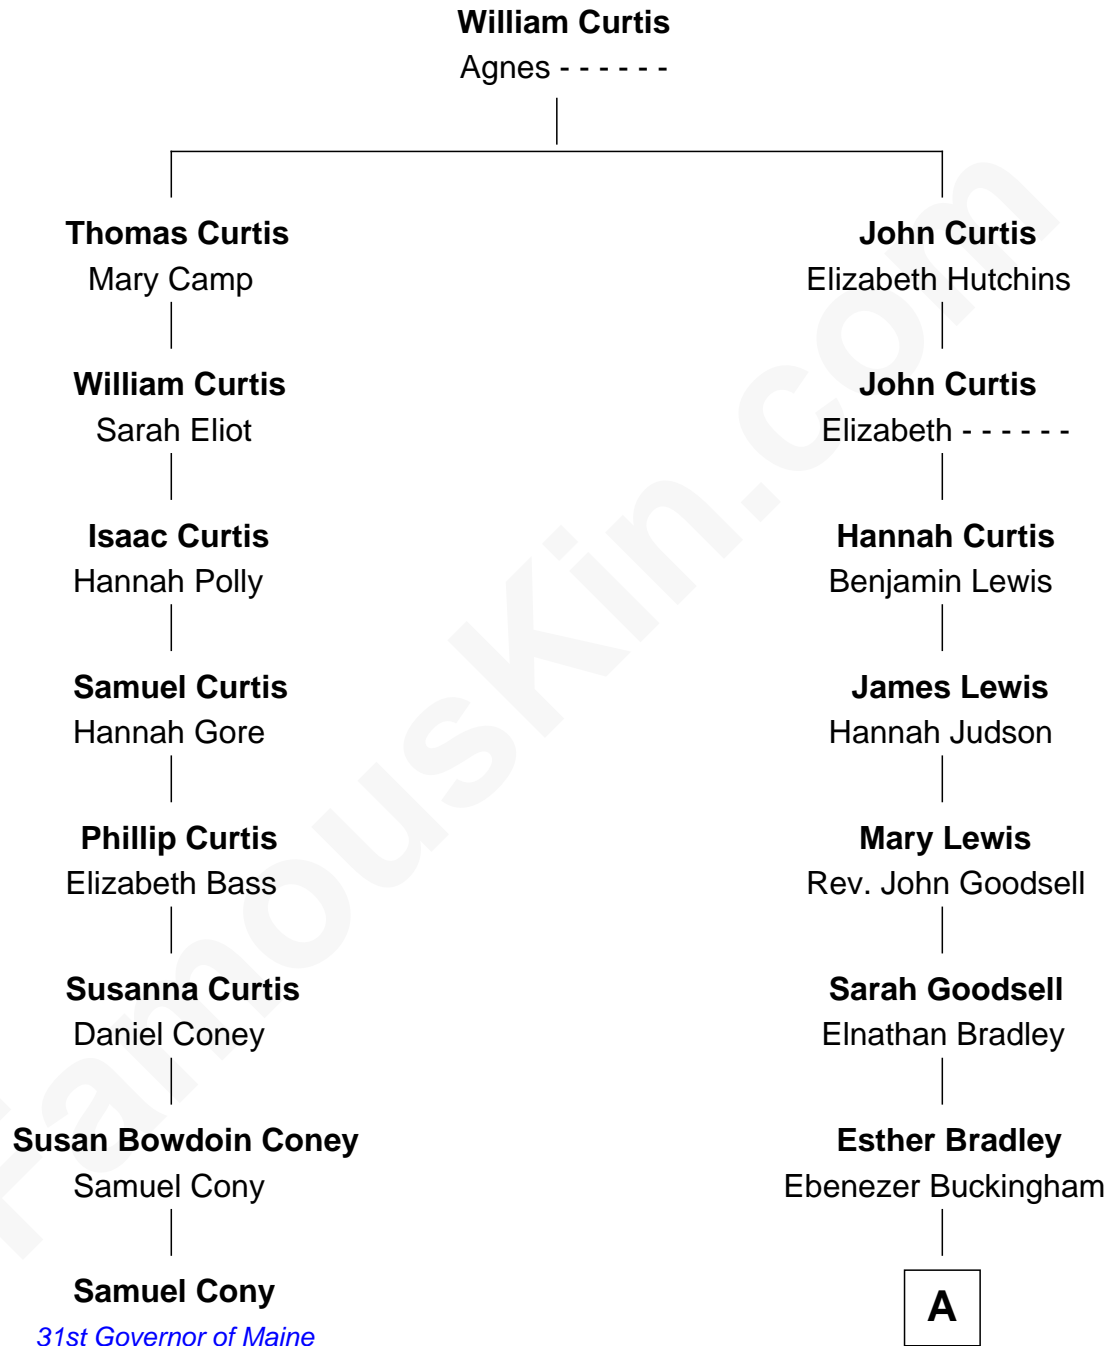 William Curtis
Agnes - - - - - -
Thomas Curtis
Mary Camp
John Curtis
Elizabeth Hutchins
William Curtis
Sarah Eliot
John Curtis
Elizabeth - - - - - -
Isaac Curtis
Hannah Polly
Hannah Curtis
Benjamin Lewis
Samuel Curtis
Hannah Gore
James Lewis
Hannah Judson
Phillip Curtis
Elizabeth Bass
Mary Lewis
Rev. John Goodsell
Susanna Curtis
Daniel Coney
Sarah Goodsell
Elnathan Bradley
Susan Bowdoin Coney
Samuel Cony
Esther Bradley
Ebenezer Buckingham
Samuel Cony
31st Governor of Maine
A
FamousKin.com